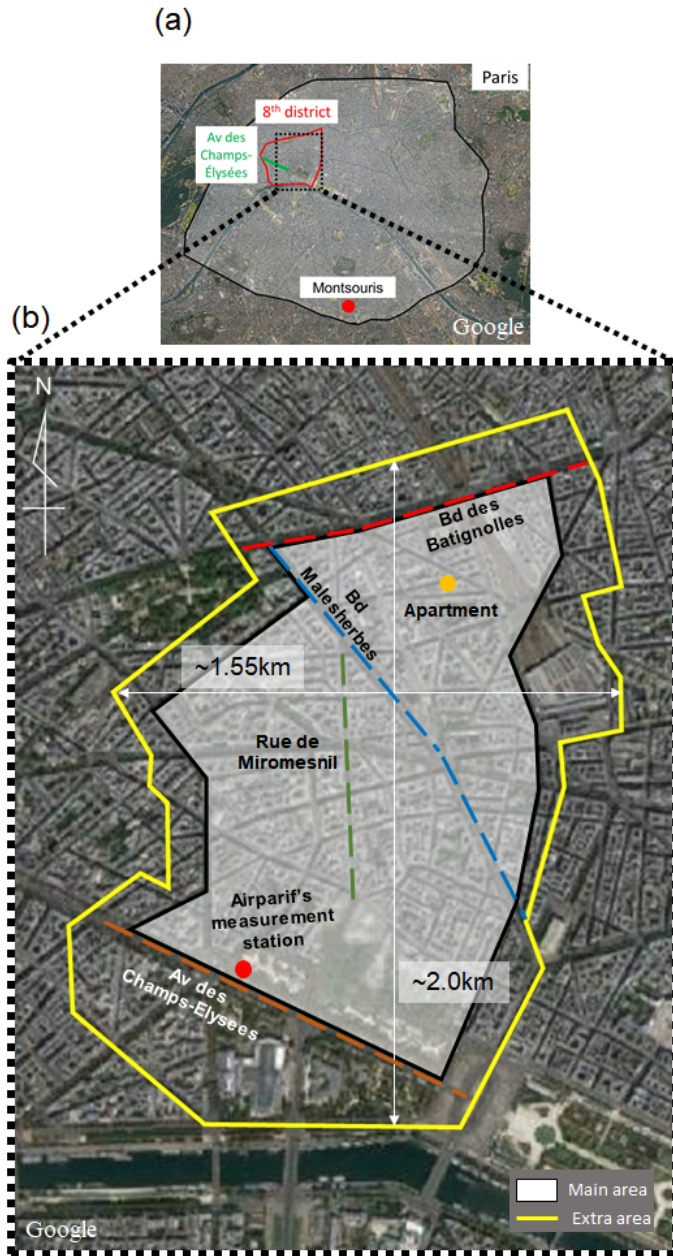 (a)
Paris
8th district
Av des
Champs-
Élysées
Montsouris
Google
(b)
N
Bd des
Batignolles
Bd
Malesherbes
Apartment
~1.55km
Rue de
Miromesnil
Airparif's
measurement
station
Av des
Champs-Elysees
~2.0km
Main area
Extra area
Google